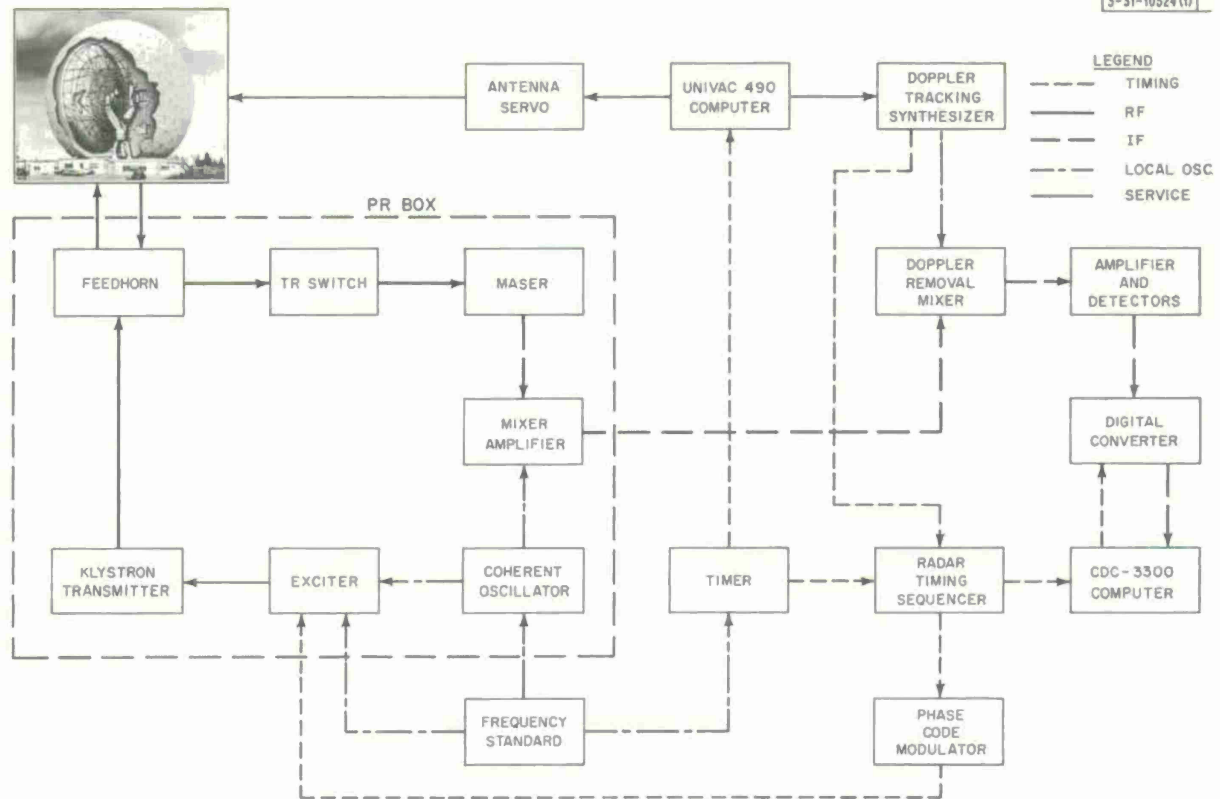 3-31-10524(1)
LEGEND
TIMING
RF
IF
LOCAL OSC
SERVICE
ANTENNA
SERVO
UNIVAC 490
COMPUTER
DOPPLER
TRACKING
SYNTHESIZER
PR BOX
FEEDHORN
TR SWITCH
MASER
DOPPLER
REMOVAL
MIXER
AMPLIFIER
AND
DETECTORS
MIXER
AMPLIFIER
DIGITAL
CONVERTER
KLYSTRON
TRANSMITTER
EXCITER
COHERENT
OSCILLATOR
TIMER
RADAR
TIMING
SEQUENCER
CDC-3300
COMPUTER
FREQUENCY
STANDARD
PHASE
CODE
MODULATOR